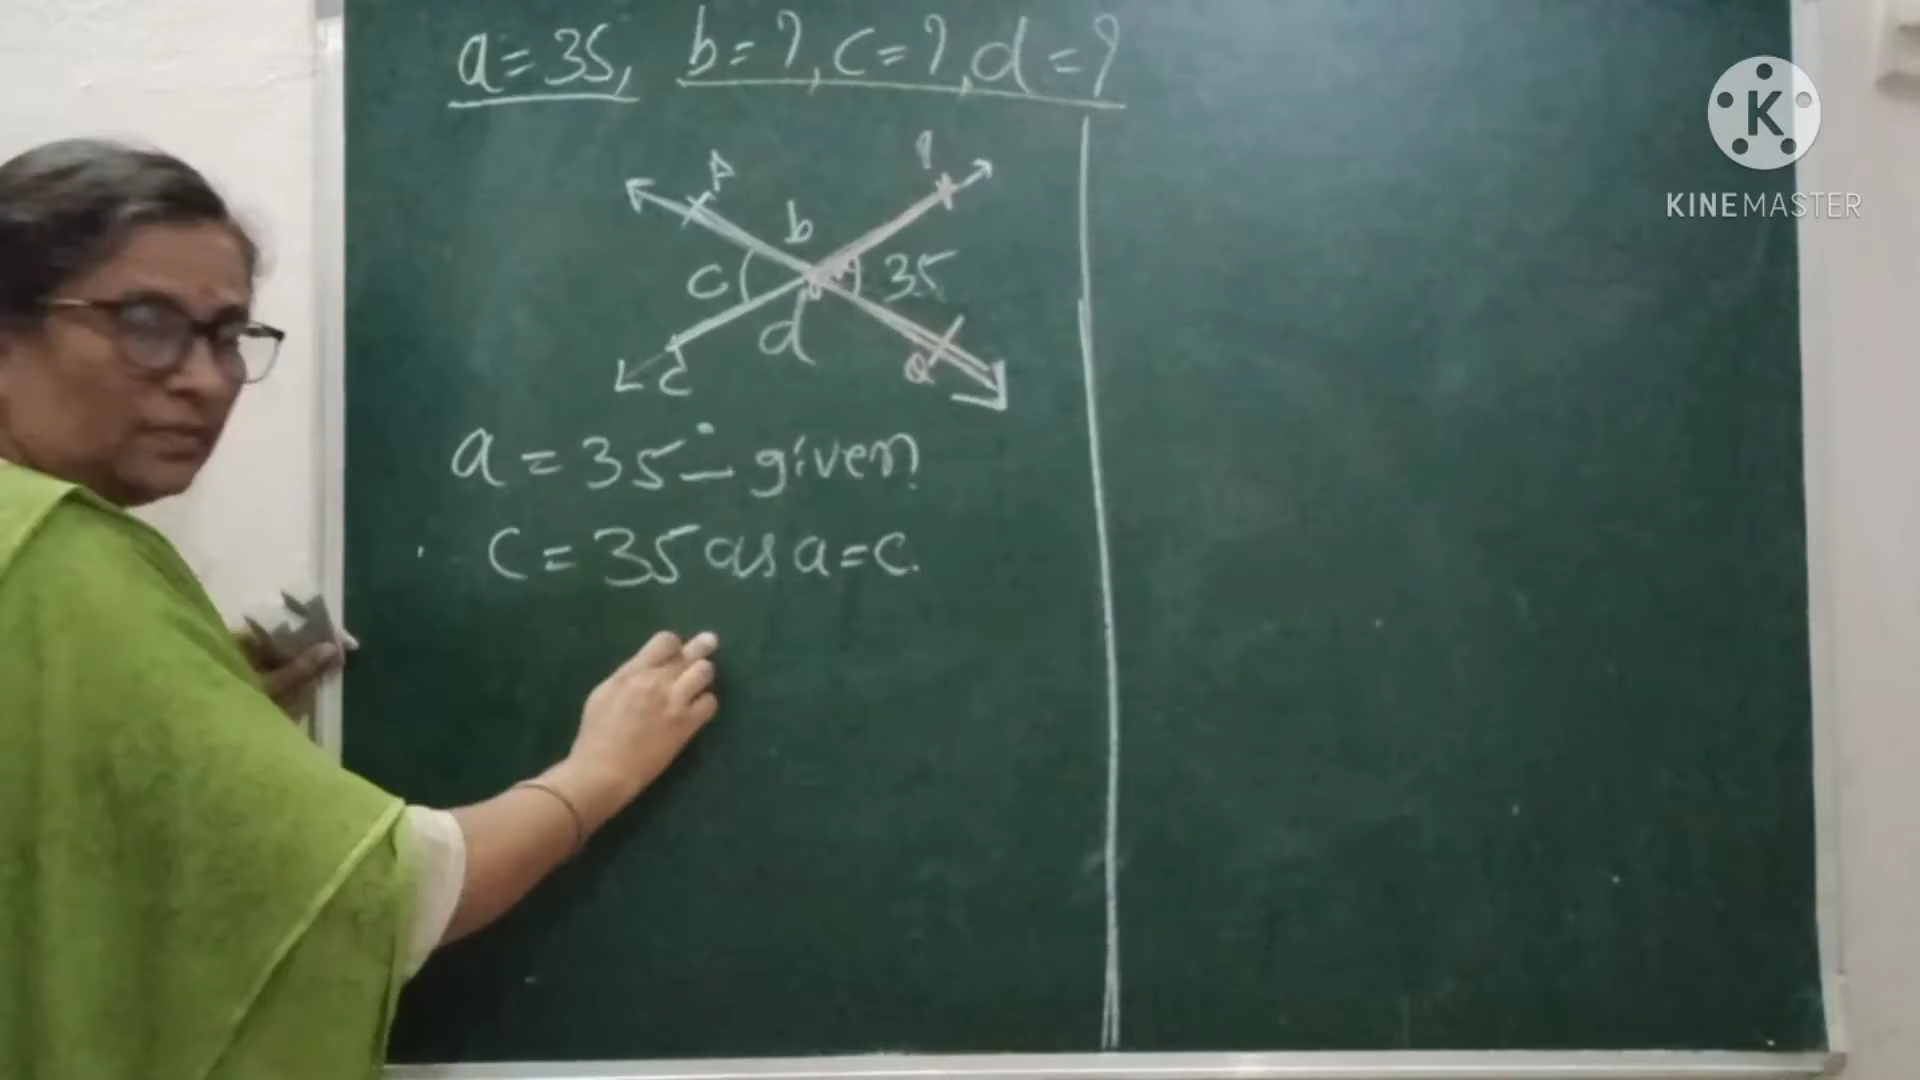 a=35, b=?, c=?, d=?
A
b
c
35
d
Q
a = 35° – given
c = 35 as a=c.
K
KINEMASTER